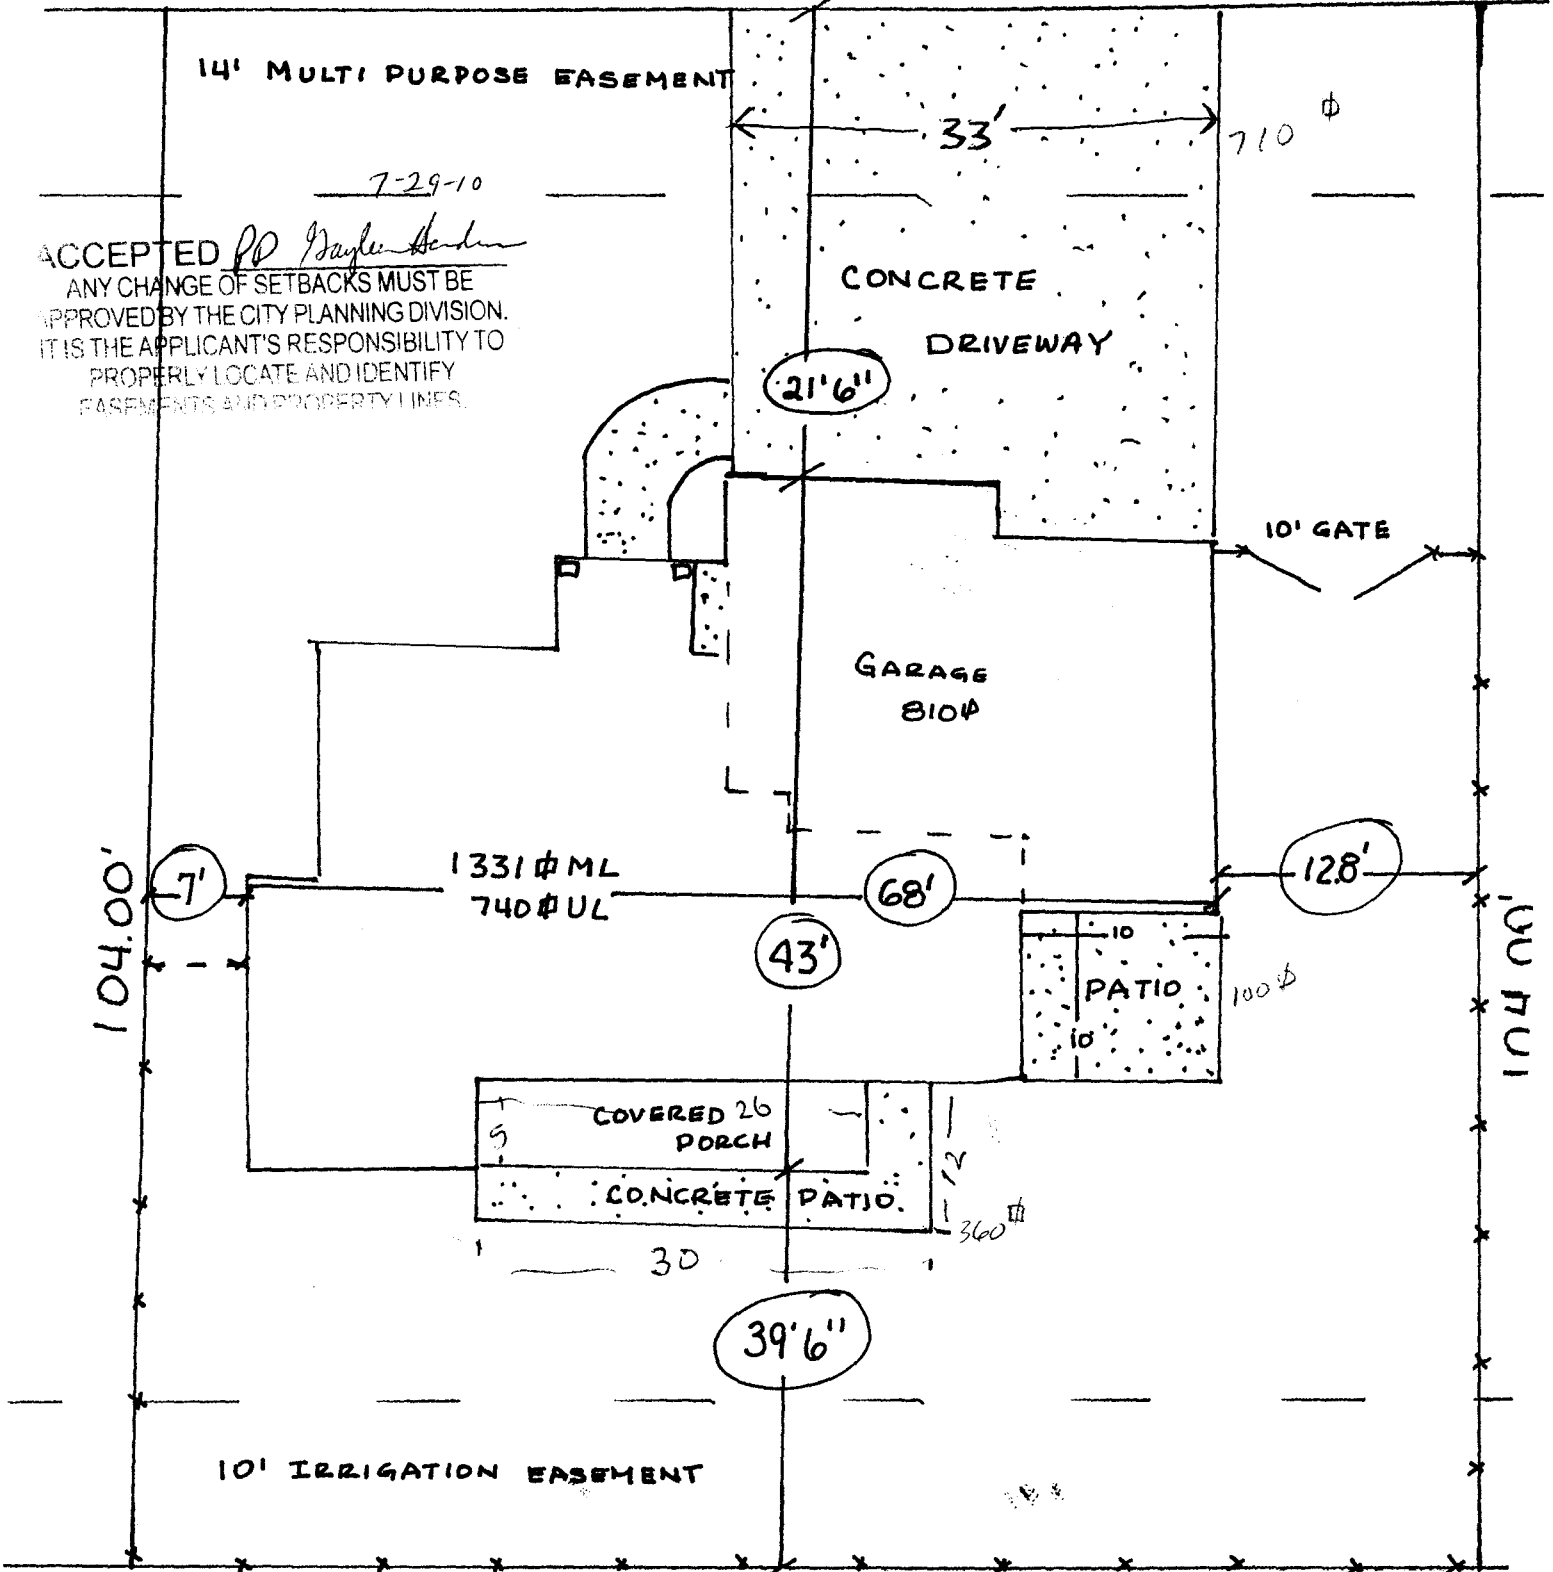 14' MULTI PURPOSE EASEMENT
33'
710 ⏀
7-29-10
ACCEPTED
ANY CHANGE OF SETBACKS MUST BE
APPROVED BY THE CITY PLANNING DIVISION.
IT IS THE APPLICANT'S RESPONSIBILITY TO
PROPERLY LOCATE AND IDENTIFY
EASEMENTS AND PROPERTY LINES.
CONCRETE
DRIVEWAY
21'6"
10' GATE
GARAGE
810⏀
1331⏀ ML
740⏀ UL
7'
68'
12.8'
104.00'
104.00'
43'
10
PATIO
10'
100⏀
COVERED 26
PORCH
5
12
CONCRETE PATIO.
360⏀
30
39'6"
10' IRRIGATION EASEMENT